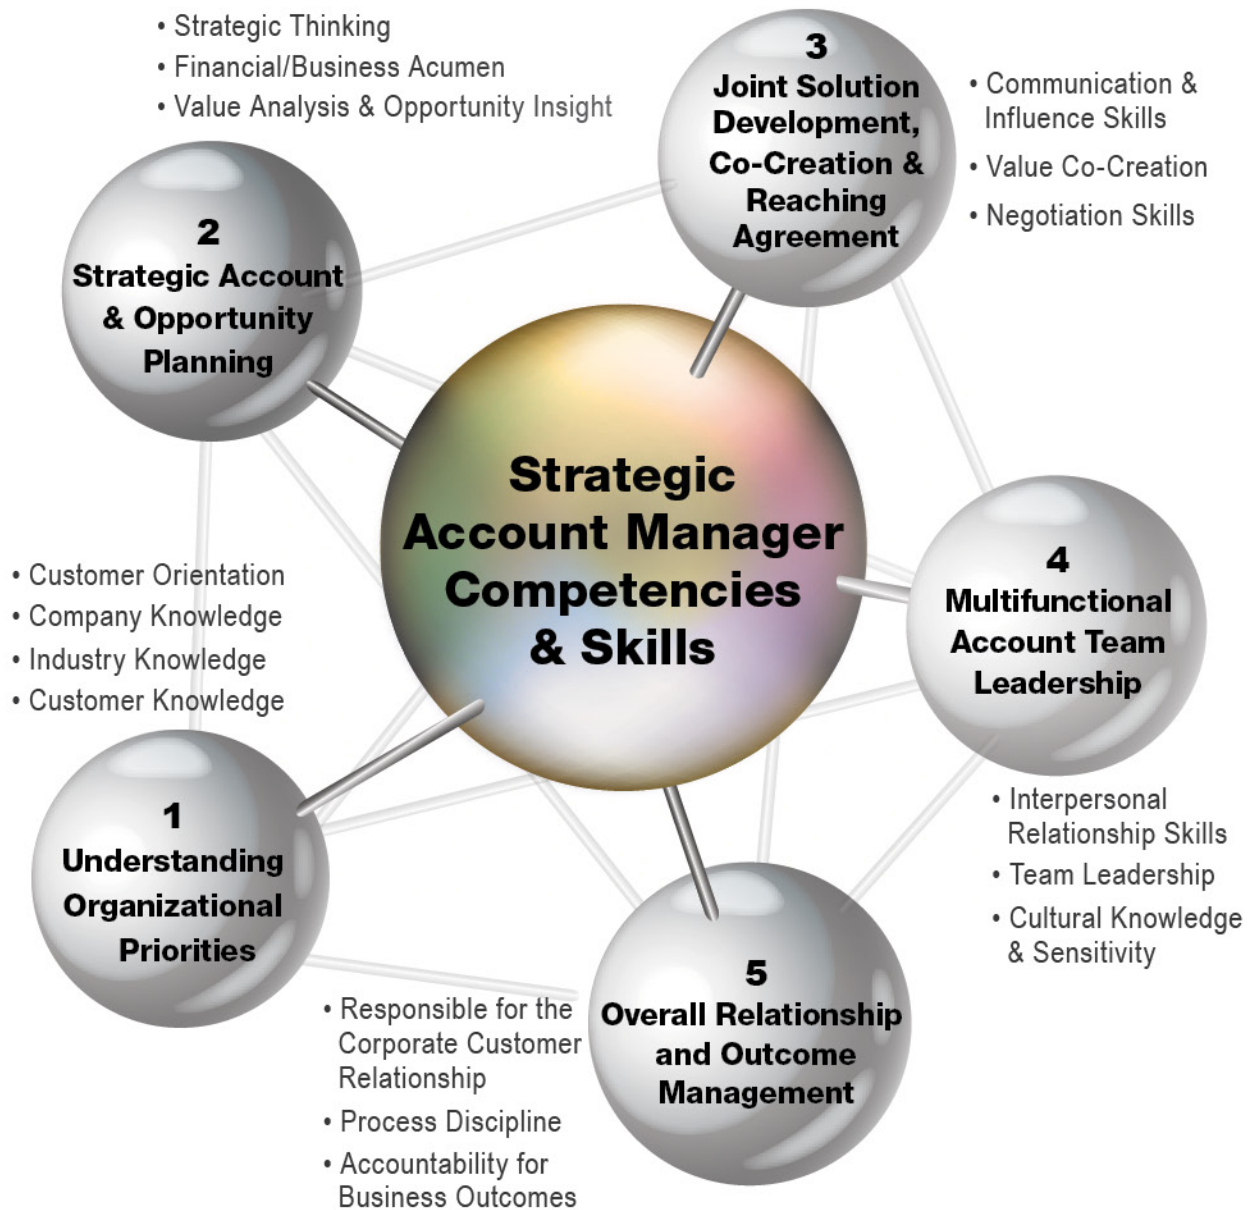 Strategic
Account Manager
Competencies
& Skills
1
Understanding
Organizational
Priorities
• Customer Orientation
• Company Knowledge
• Industry Knowledge
• Customer Knowledge
2
Strategic Account
& Opportunity
Planning
• Strategic Thinking
• Financial/Business Acumen
• Value Analysis & Opportunity Insight
3
Joint Solution
Development,
Co-Creation &
Reaching
Agreement
• Communication &
Influence Skills
• Value Co-Creation
• Negotiation Skills
4
Multifunctional
Account Team
Leadership
• Interpersonal
Relationship Skills
• Team Leadership
• Cultural Knowledge
& Sensitivity
5
Overall Relationship
and Outcome
Management
• Responsible for the
Corporate Customer
Relationship
• Process Discipline
• Accountability for
Business Outcomes